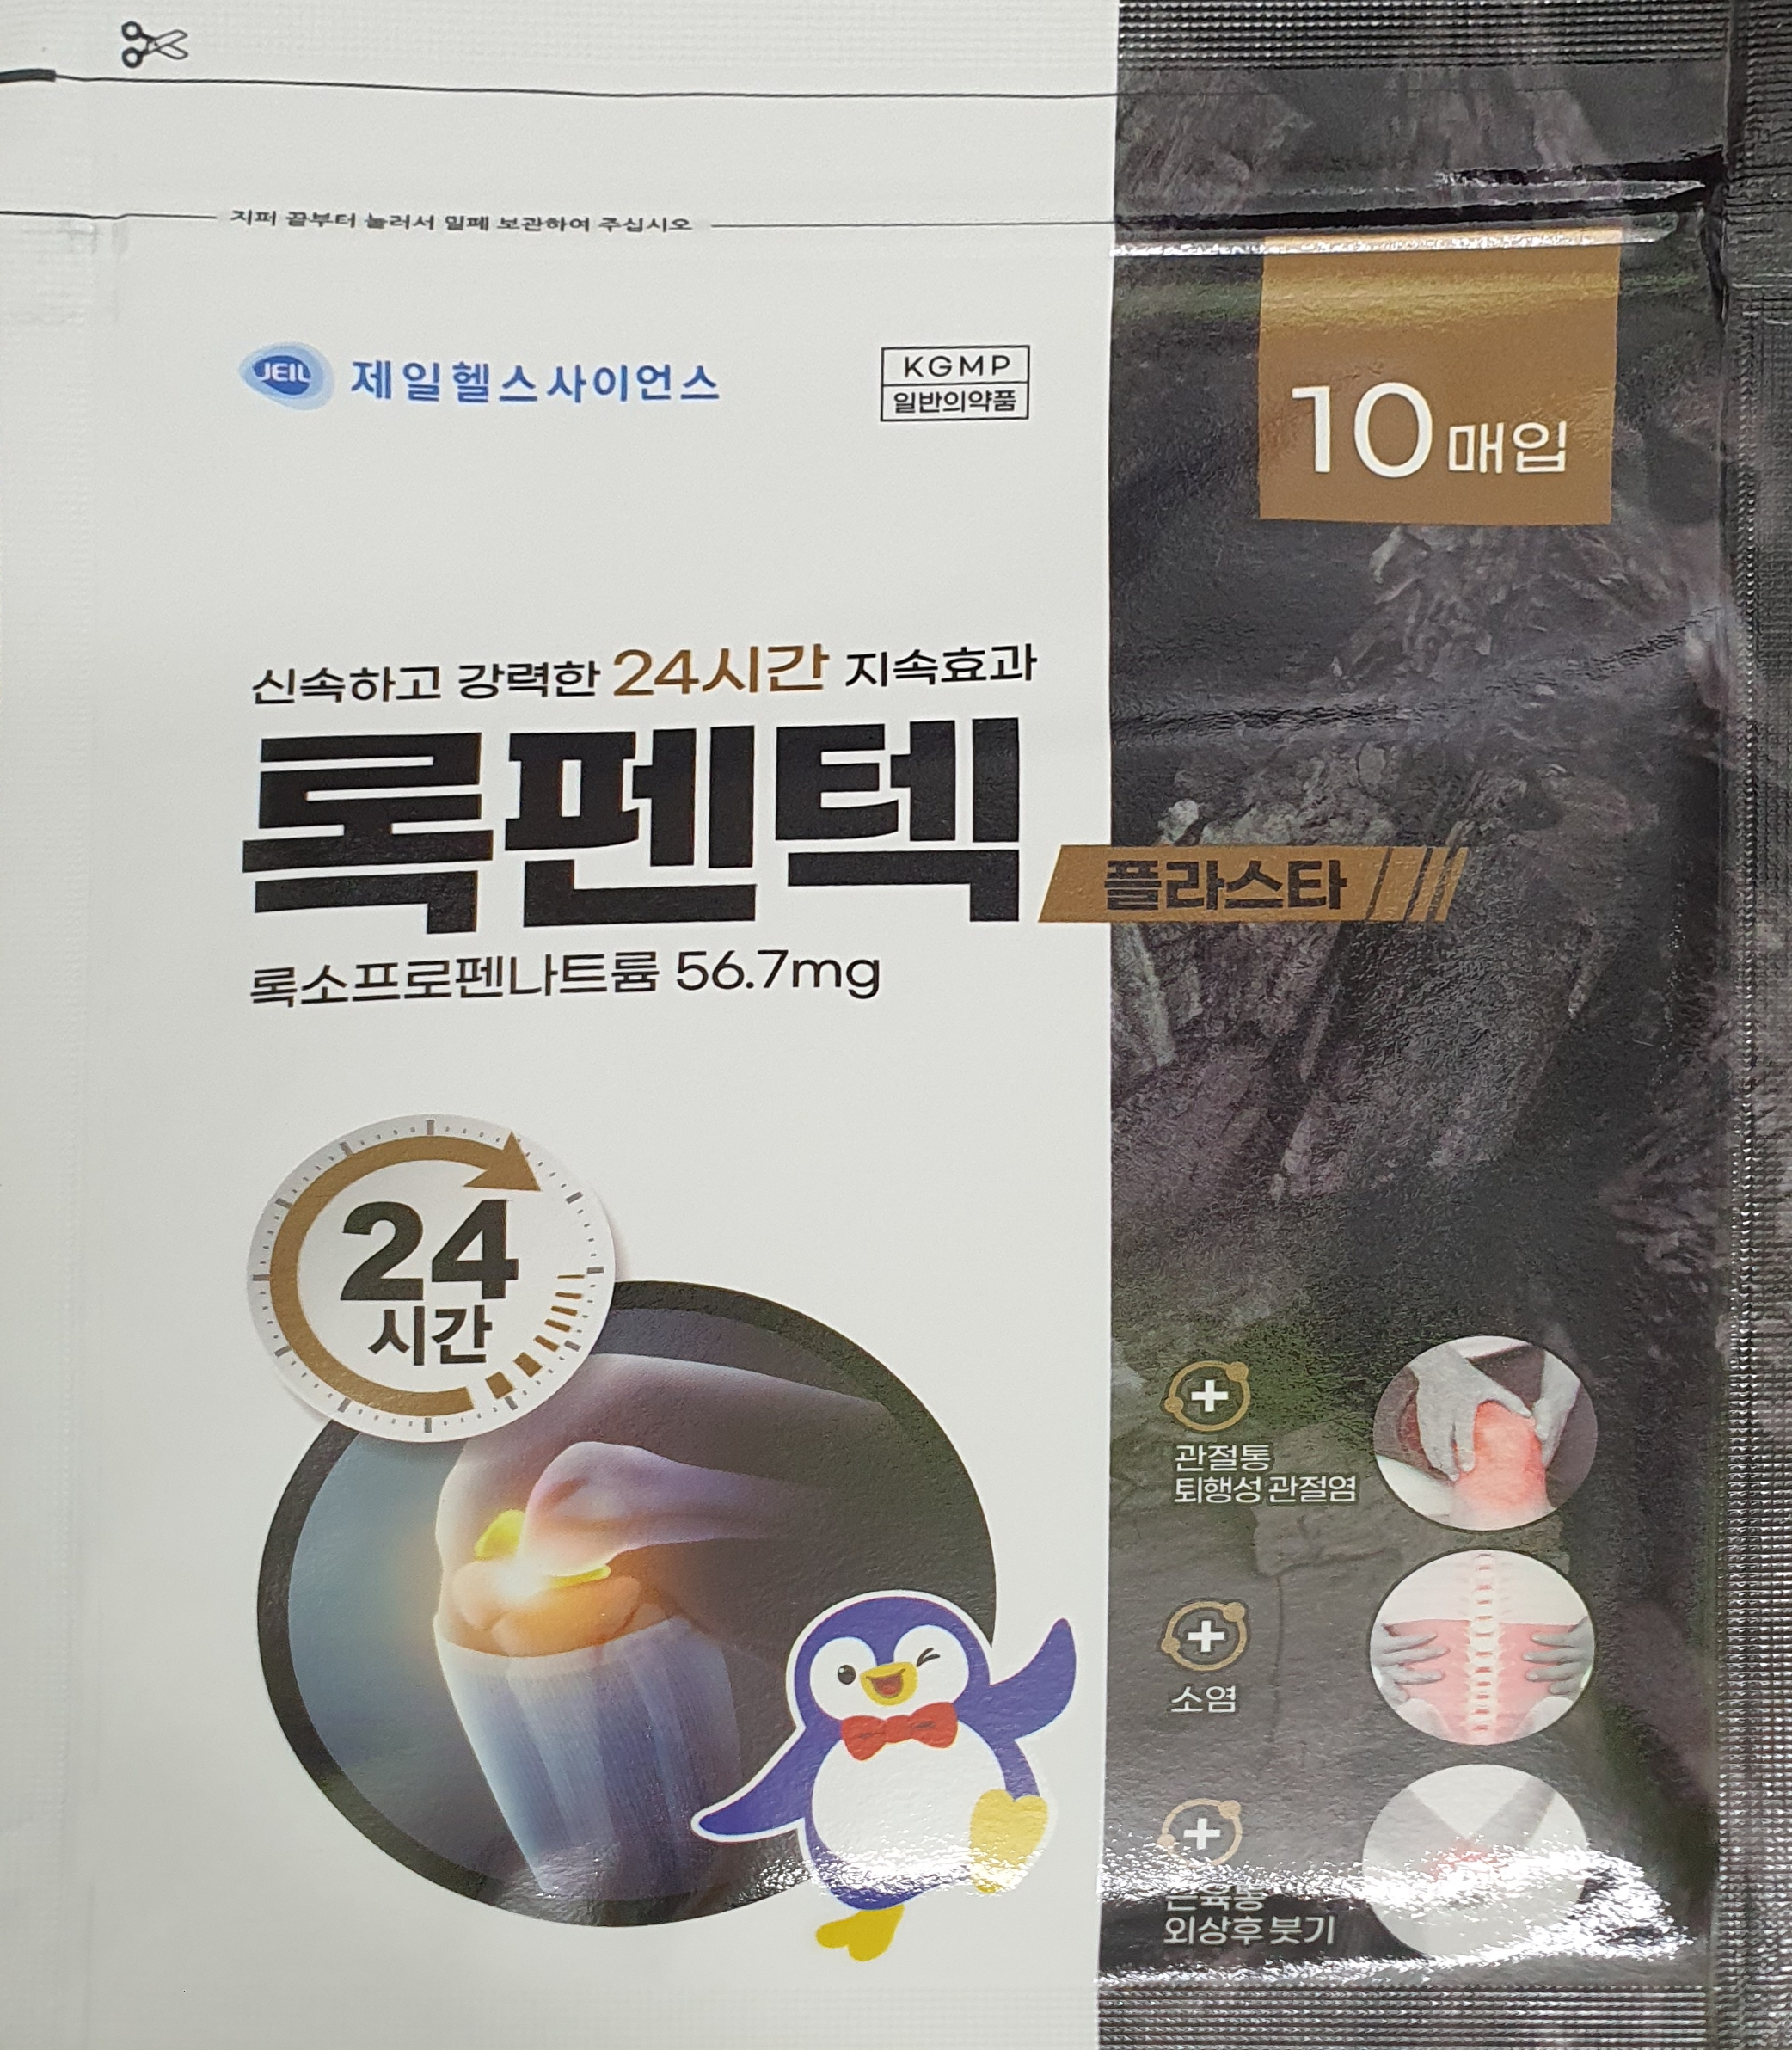 지퍼 끝부터 눌러서 밀폐 보관하여 주십시오
JEIL 제일헬스사이언스
KGMP
일반의약품
10매입
신속하고 강력한 24시간 지속효과
록펜텍
플라스타
록소프로펜나트륨 56.7mg
24
시간
관절통
퇴행성 관절염
소염
근육통
외상후 붓기